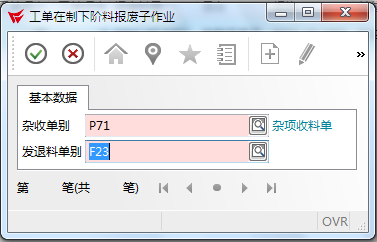 工单在制下阶料报废子作业
»
基本数据
杂收单别 P71 杂项收料单
发退料单别 F23
第 笔(共 笔)
OVR